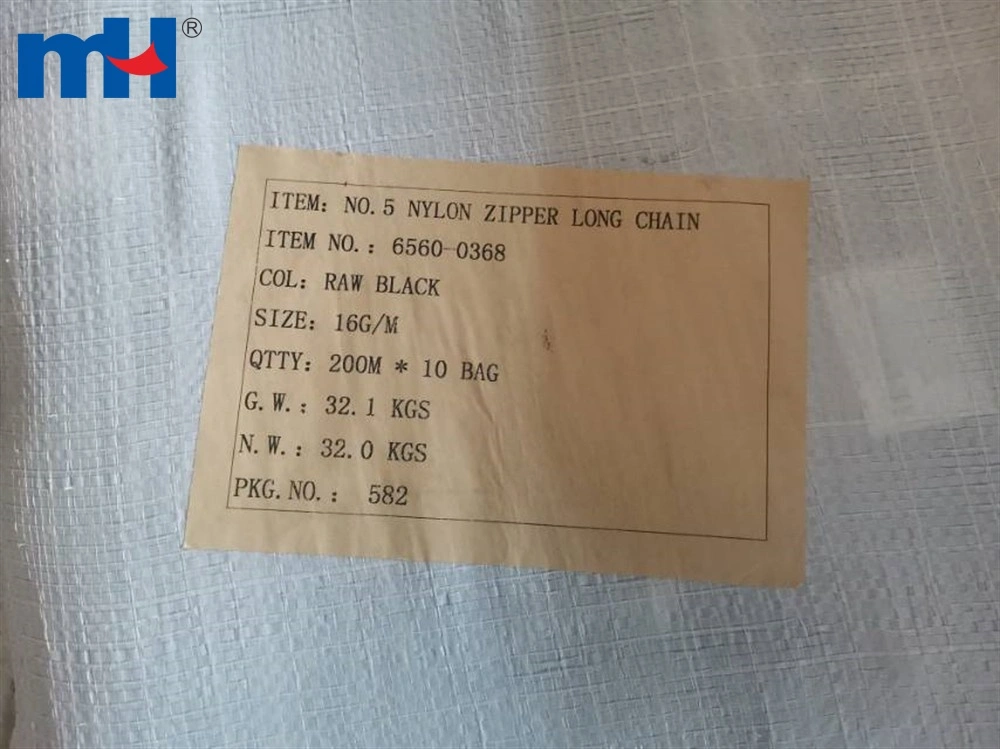 mH®
ITEM: NO.5 NYLON ZIPPER LONG CHAIN
ITEM NO.: 6560-0368
COL: RAW BLACK
SIZE: 16G/M
QTTY: 200M * 10 BAG
G.W.: 32.1 KGS
N.W.: 32.0 KGS
PKG.NO.: 582